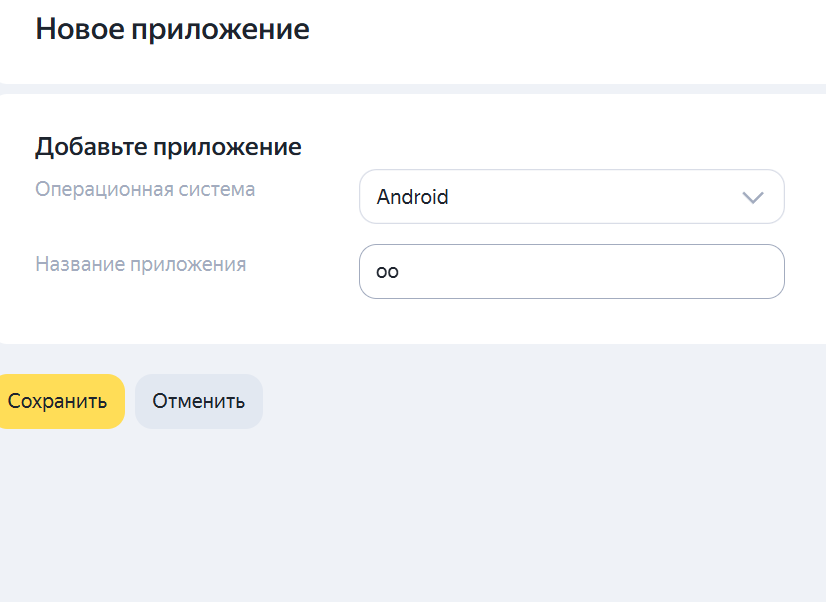 Новое приложение
Добавьте приложение
Операционная система
Android
Название приложения
oo
Сохранить
Отменить